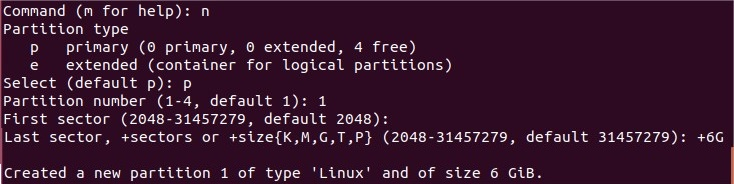 Command (m for help): n
Partition type
   p   primary (0 primary, 0 extended, 4 free)
   e   extended (container for logical partitions)
Select (default p): p
Partition number (1-4, default 1): 1
First sector (2048-31457279, default 2048):
Last sector, +sectors or +size{K,M,G,T,P} (2048-31457279, default 31457279): +6G
Created a new partition 1 of type 'Linux' and of size 6 GiB.